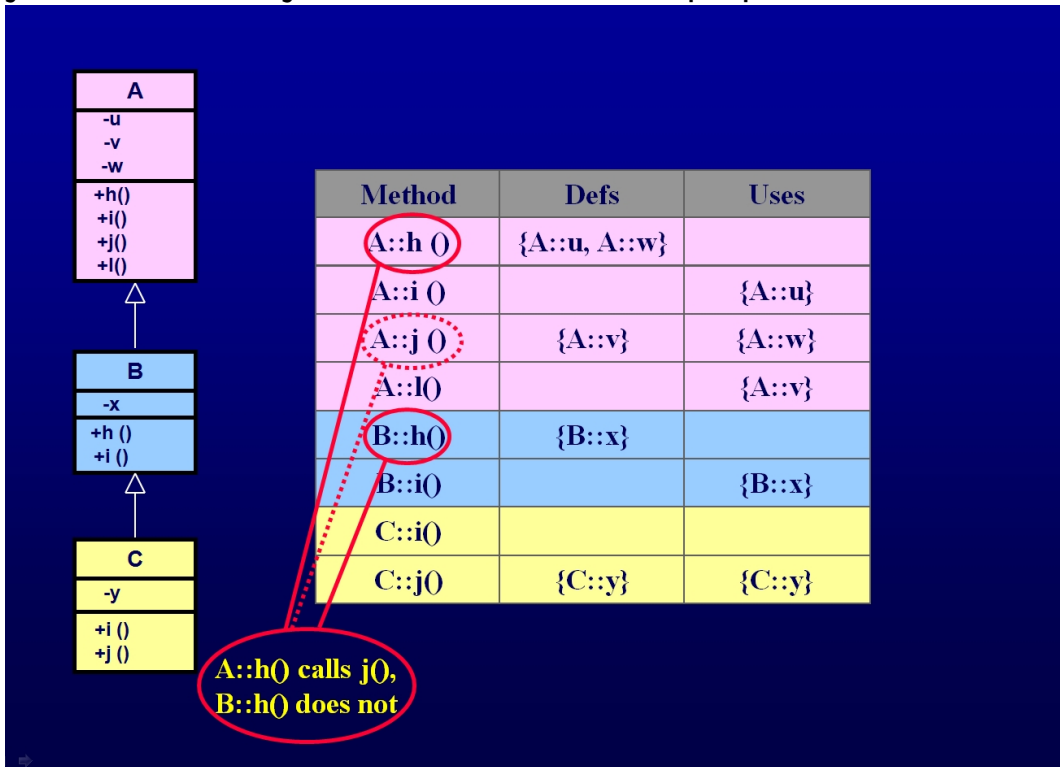 A
-u
-v
-w
+h()
+i()
+j()
+l()
B
-x
+h ()
+i ()
C
-y
+i ()
+j ()
Method Defs Uses
A::h () {A::u, A::w}
A::i () {A::u}
A::j () {A::v} {A::w}
A::l() {A::v}
B::h() {B::x}
B::i() {B::x}
C::i()
C::j() {C::y} {C::y}
A::h() calls j(),
B::h() does not